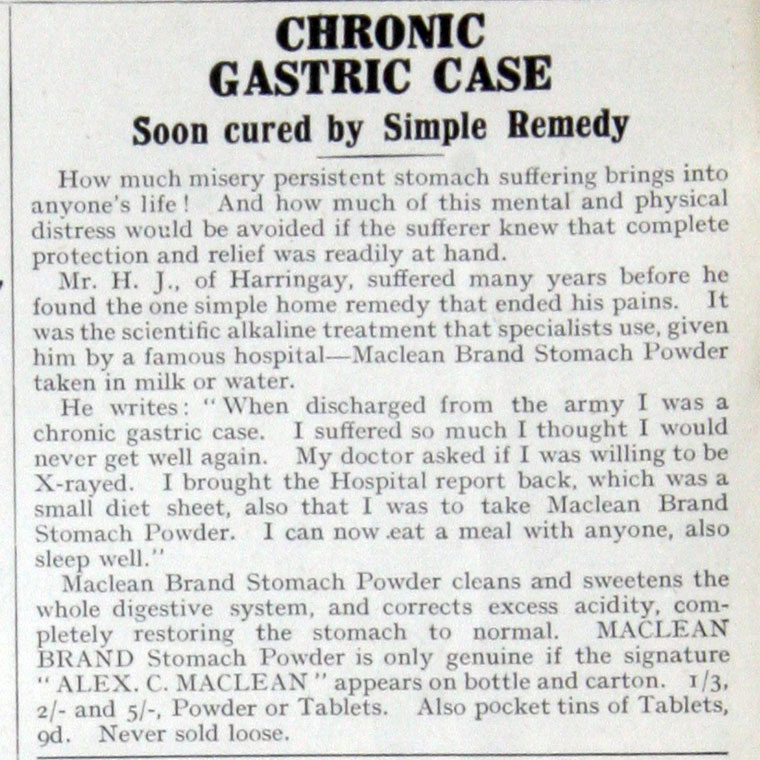 CHRONIC
GASTRIC CASE
Soon cured by Simple Remedy
How much misery persistent stomach suffering brings into
anyone's life! And how much of this mental and physical
distress would be avoided if the sufferer knew that complete
protection and relief was readily at hand.
Mr. H. J., of Harringay, suffered many years before he
found the one simple home remedy that ended his pains. It
was the scientific alkaline treatment that specialists use, given
him by a famous hospital—Maclean Brand Stomach Powder
taken in milk or water.
He writes: "When discharged from the army I was a
chronic gastric case. I suffered so much I thought I would
never get well again. My doctor asked if I was willing to be
X-rayed. I brought the Hospital report back, which was a
small diet sheet, also that I was to take Maclean Brand
Stomach Powder. I can now .eat a meal with anyone, also
sleep well."
Maclean Brand Stomach Powder cleans and sweetens the
whole digestive system, and corrects excess acidity, com-
pletely restoring the stomach to normal. MACLEAN
BRAND Stomach Powder is only genuine if the signature
"ALEX. C. MACLEAN" appears on bottle and carton. 1/3,
2/- and 5/-, Powder or Tablets. Also pocket tins of Tablets,
9d. Never sold loose.